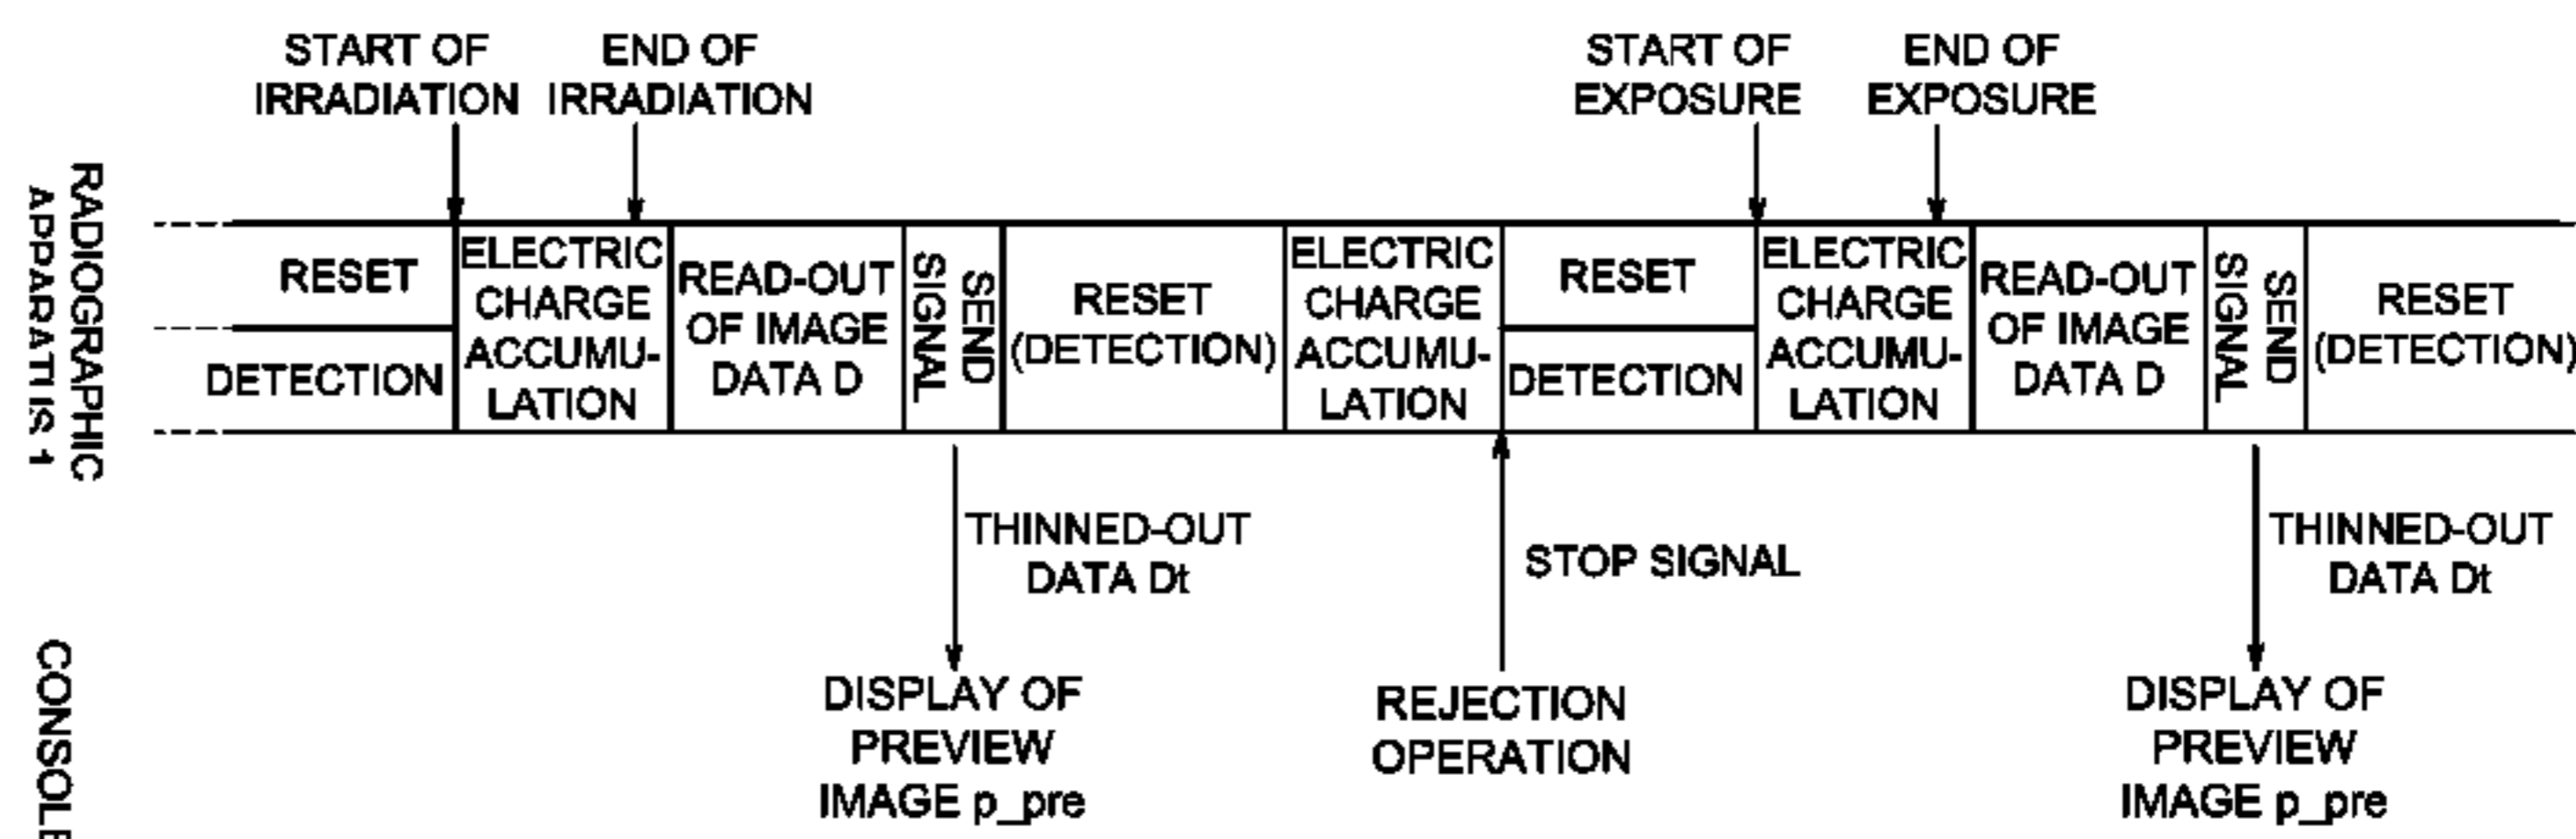 START OF
IRRADIATION
END OF
IRRADIATION
START OF
EXPOSURE
END OF
EXPOSURE
RADIOGRAPHIC
APPARATUS 1
RESET
DETECTION
ELECTRIC
CHARGE
ACCUMU-
LATION
READ-OUT
OF IMAGE
DATA D
SEND
SIGNAL
RESET
(DETECTION)
ELECTRIC
CHARGE
ACCUMU-
LATION
RESET
DETECTION
ELECTRIC
CHARGE
ACCUMU-
LATION
READ-OUT
OF IMAGE
DATA D
SEND
SIGNAL
RESET
(DETECTION)
THINNED-OUT
DATA Dt
STOP SIGNAL
THINNED-OUT
DATA Dt
CONSOLE
DISPLAY OF
PREVIEW
IMAGE p_pre
REJECTION
OPERATION
DISPLAY OF
PREVIEW
IMAGE p_pre